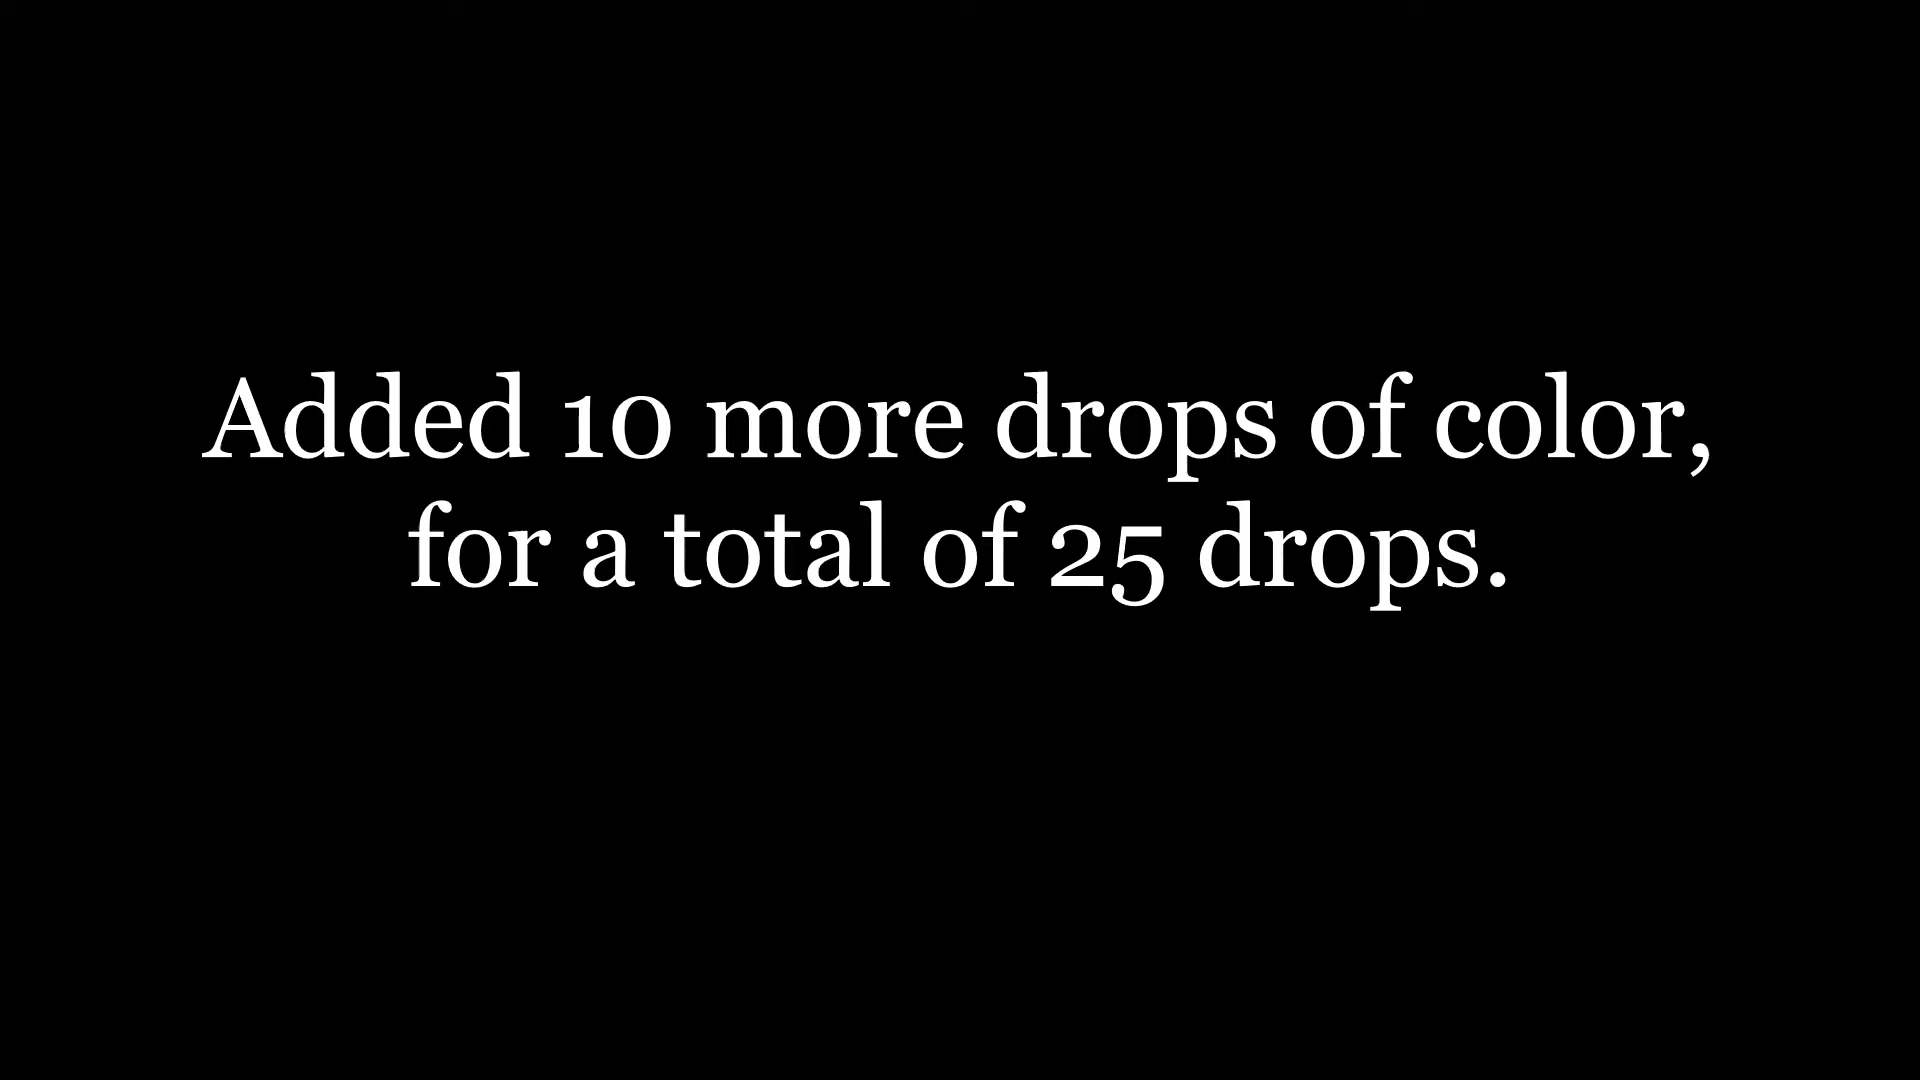 Added 10 more drops of color,
for a total of 25 drops.